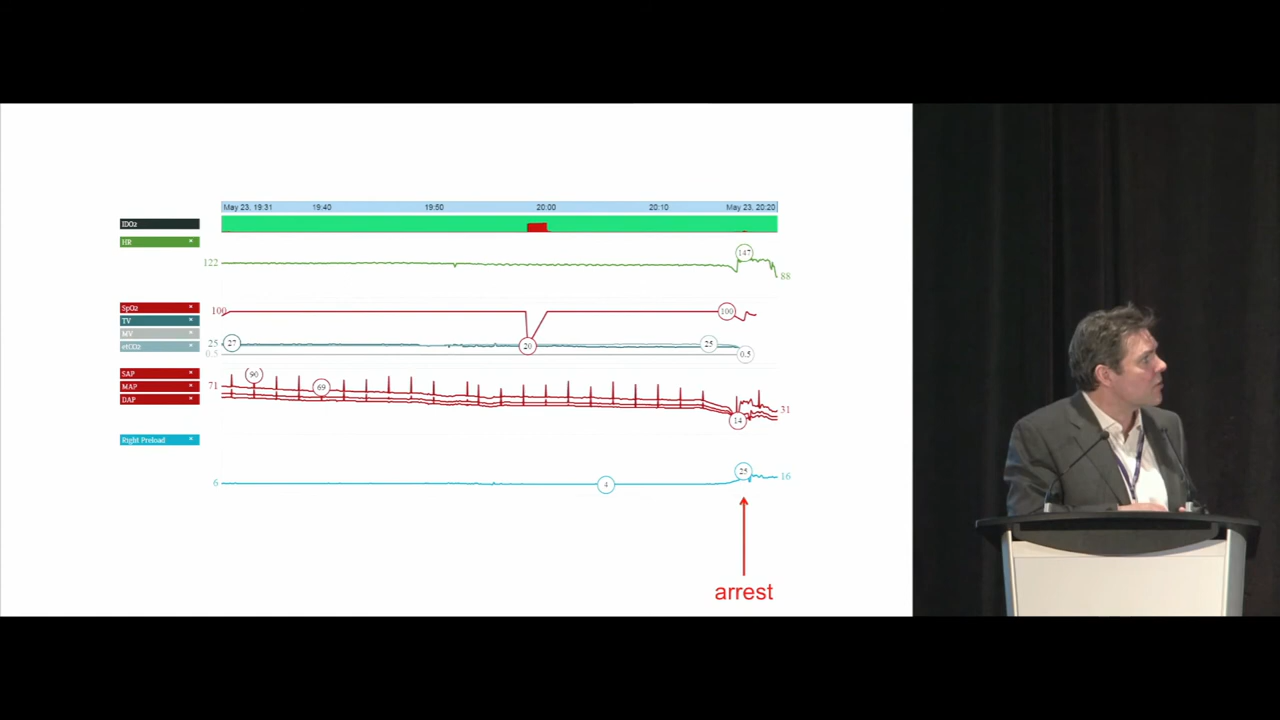 May 23, 19:31 19:40 19:50 20:00 20:10 May 23, 20:20
IDO2
HR ×
122
147
88
SpO2 ×
100
100
TV ×
MV ×
etCO2 ×
25
27
20
25
0.5
0.5
SAP ×
MAP ×
DAP ×
71
90
69
14
31
Right Preload ×
6
4
25
16
arrest